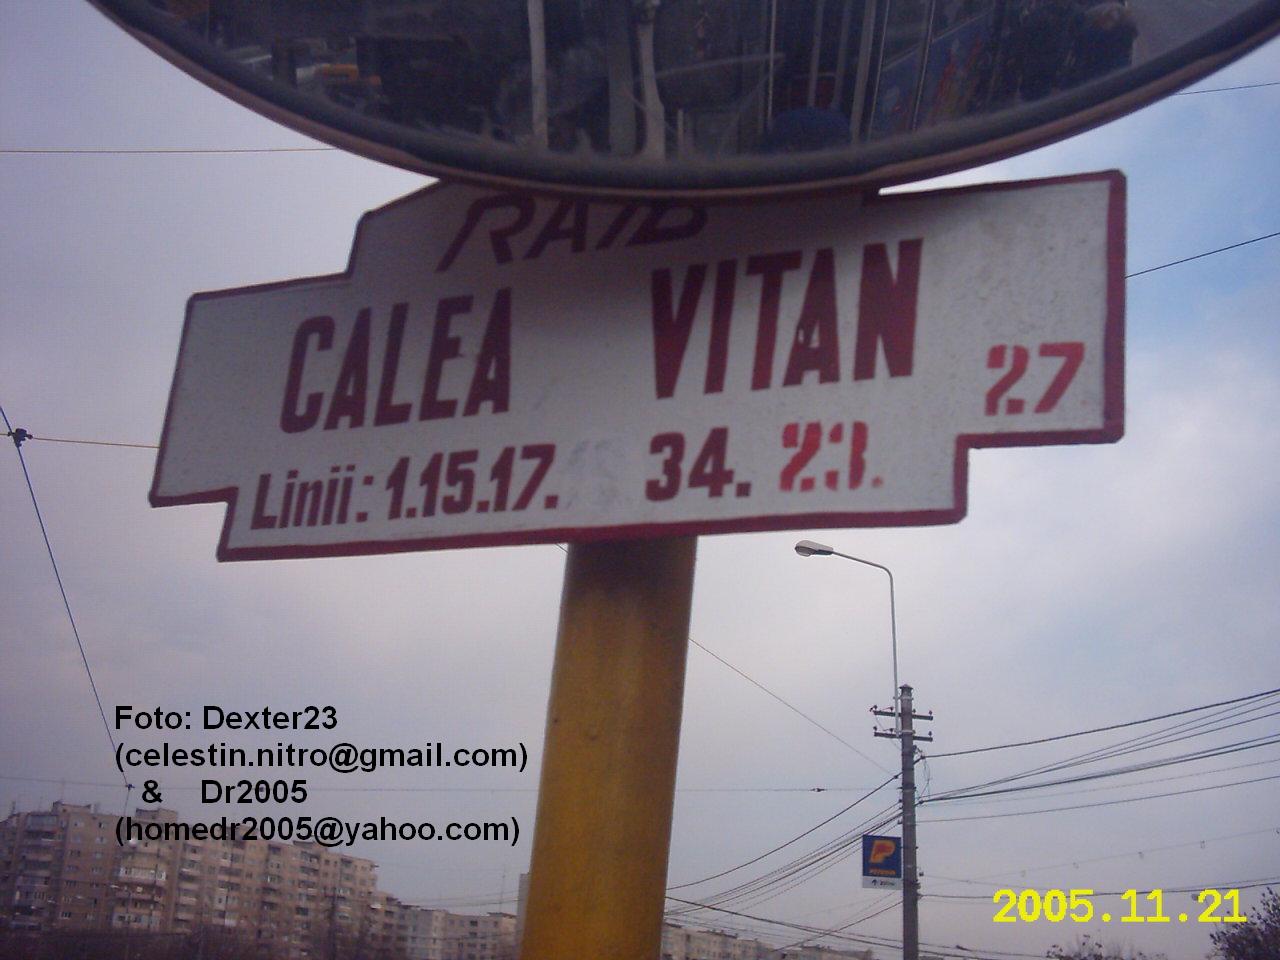 RATB
CALEA VITAN
27
Linii: 1.15.17. 34. 23.
Foto: Dexter23
(celestin.nitro@gmail.com)
& Dr2005
(homedr2005@yahoo.com)
P
2005.11.21